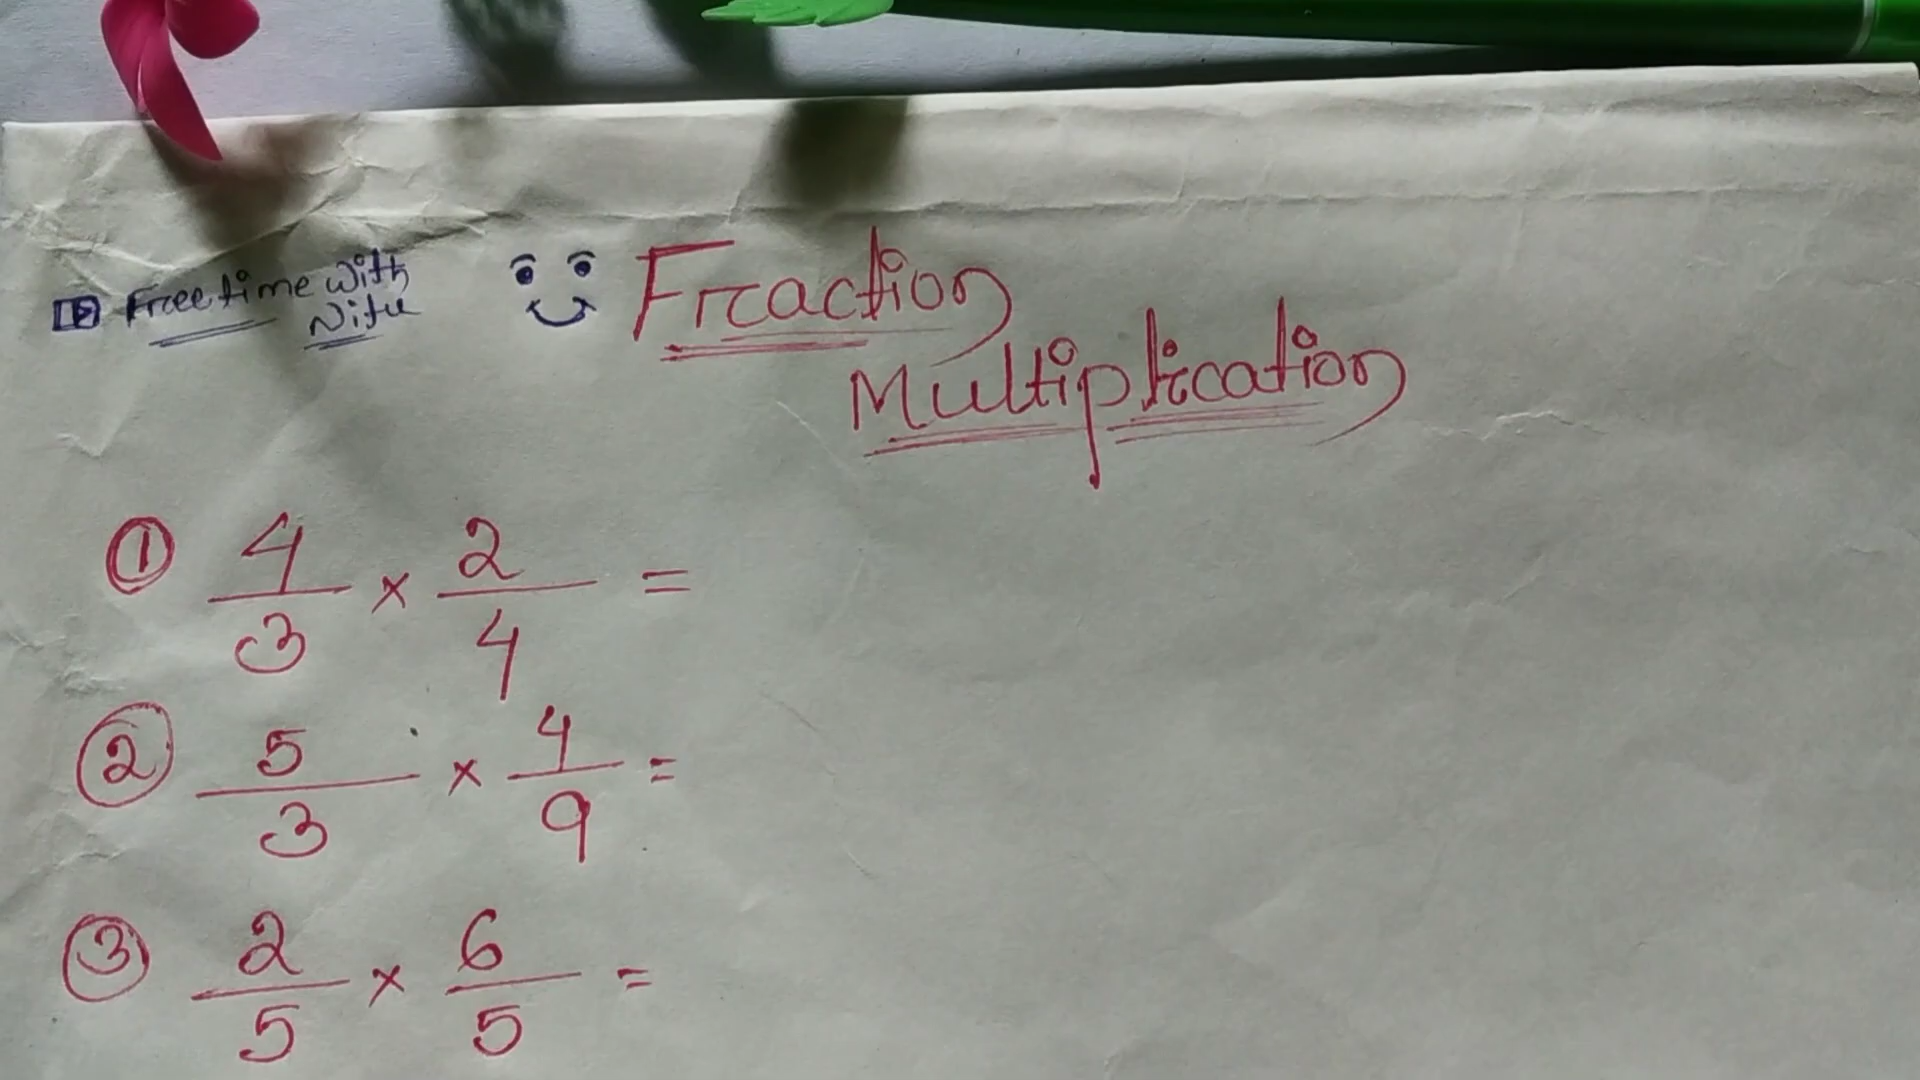 Free time with
Nitu
Fraction
Multiplication
① 4/3 × 2/4 =
② 5/3 × 4/9 =
③ 2/5 × 6/5 =